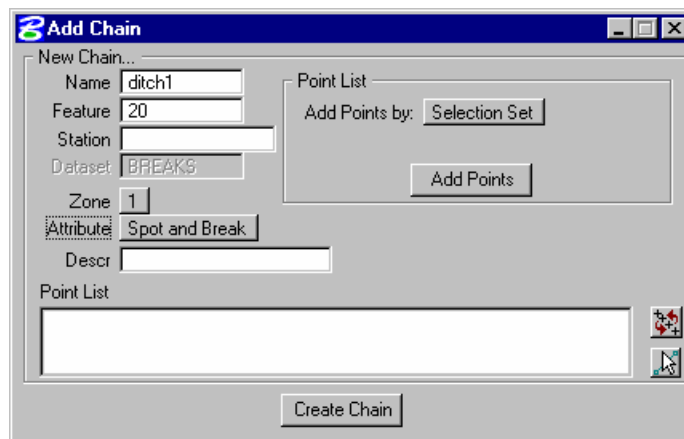 Add Chain
New Chain...
Name ditch1
Feature 20
Station
Dataset BREAKS
Zone 1
Attribute Spot and Break
Descr
Point List
Add Points by: Selection Set
Add Points
Point List
Create Chain